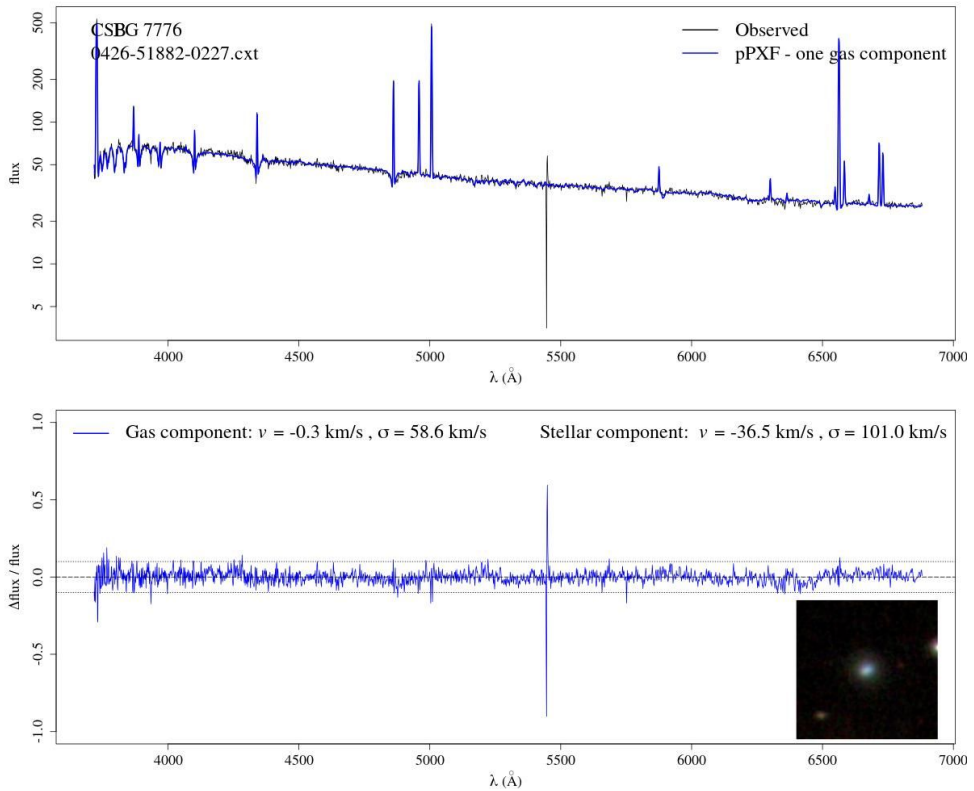 CSBG 7776
0426-51882-0227.cxt
Observed
pPXF - one gas component
flux
500
200
100
50
20
10
5
4000 4500 5000 5500 6000 6500 7000
λ (Å)
Gas component: v = -0.3 km/s , σ = 58.6 km/s
Stellar component: v = -36.5 km/s , σ = 101.0 km/s
Δflux / flux
1.0
0.5
0.0
-0.5
-1.0
4000 4500 5000 5500 6000 6500 7000
λ (Å)